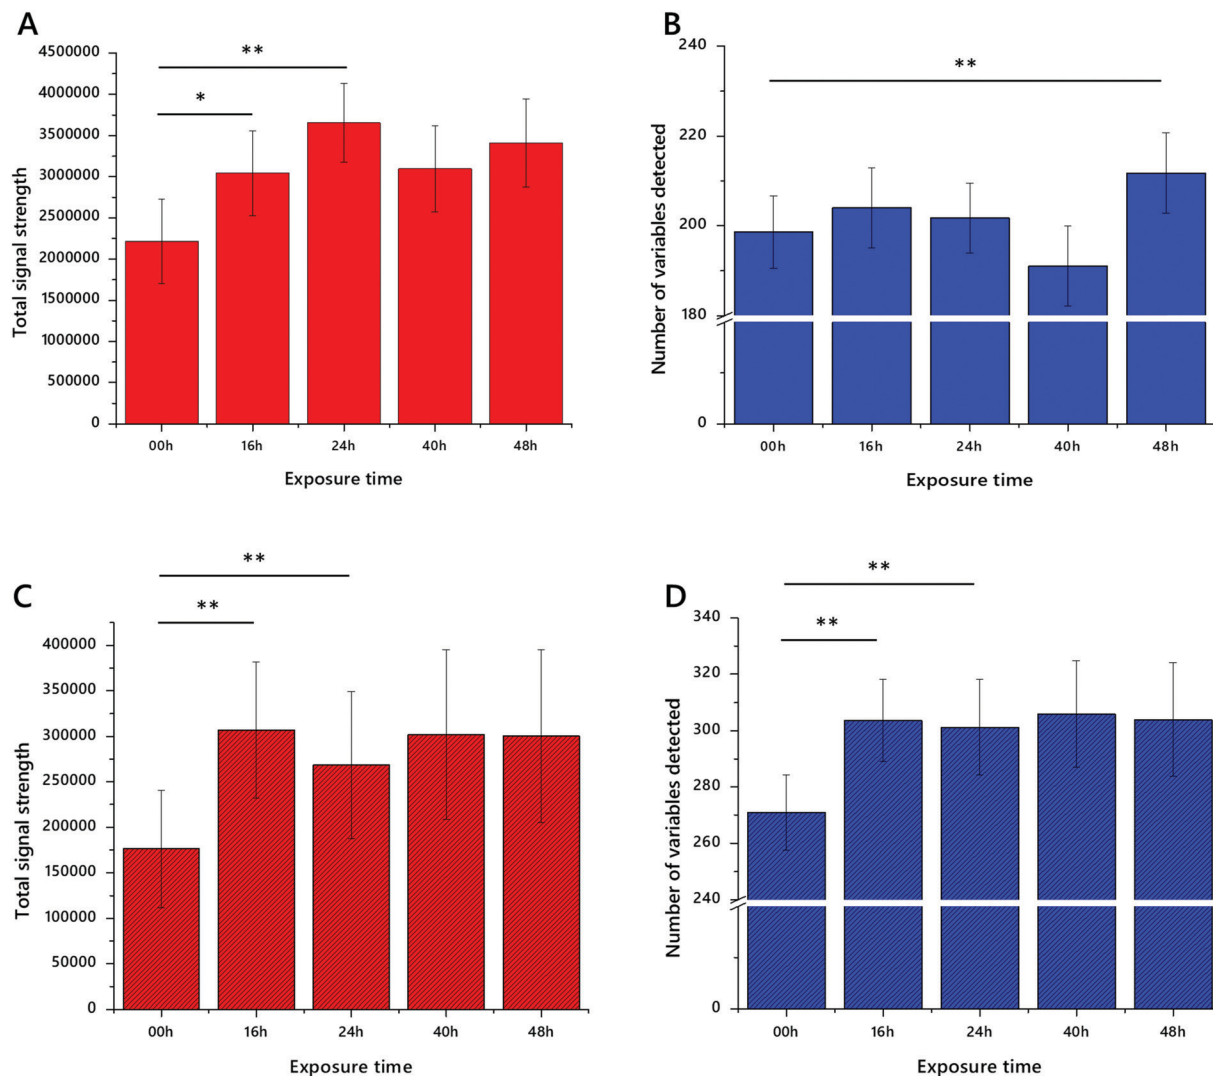 A
**
*
Total signal strength
4500000
4000000
3500000
3000000
2500000
2000000
1500000
1000000
500000
0
00h 16h 24h 40h 48h
Exposure time
B
**
Number of variables detected
240
220
200
180
0
00h 16h 24h 40h 48h
Exposure time
C
**
**
Total signal strength
400000
350000
300000
250000
200000
150000
100000
50000
0
00h 16h 24h 40h 48h
Exposure time
D
**
**
Number of variables detected
340
320
300
280
260
240
0
00h 16h 24h 40h 48h
Exposure time